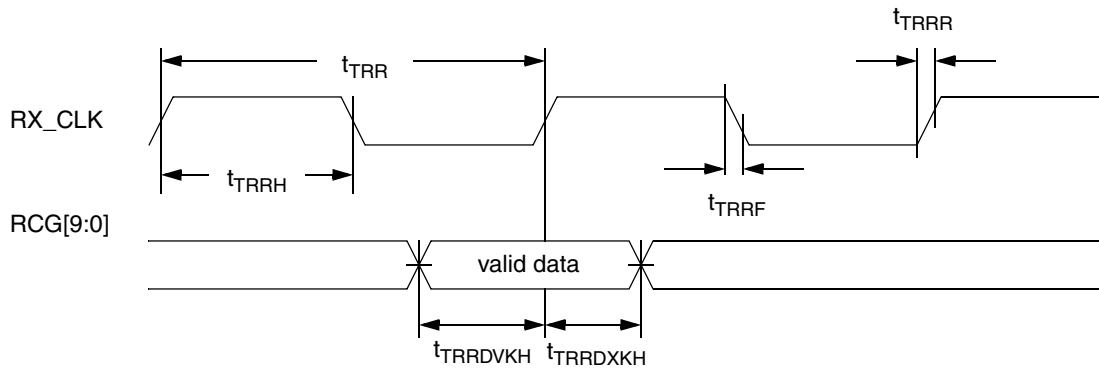 tTRRR
tTRR
RX_CLK
tTRRH
tTRRF
RCG[9:0]
valid data
tTRRDVKH tTRRDXKH